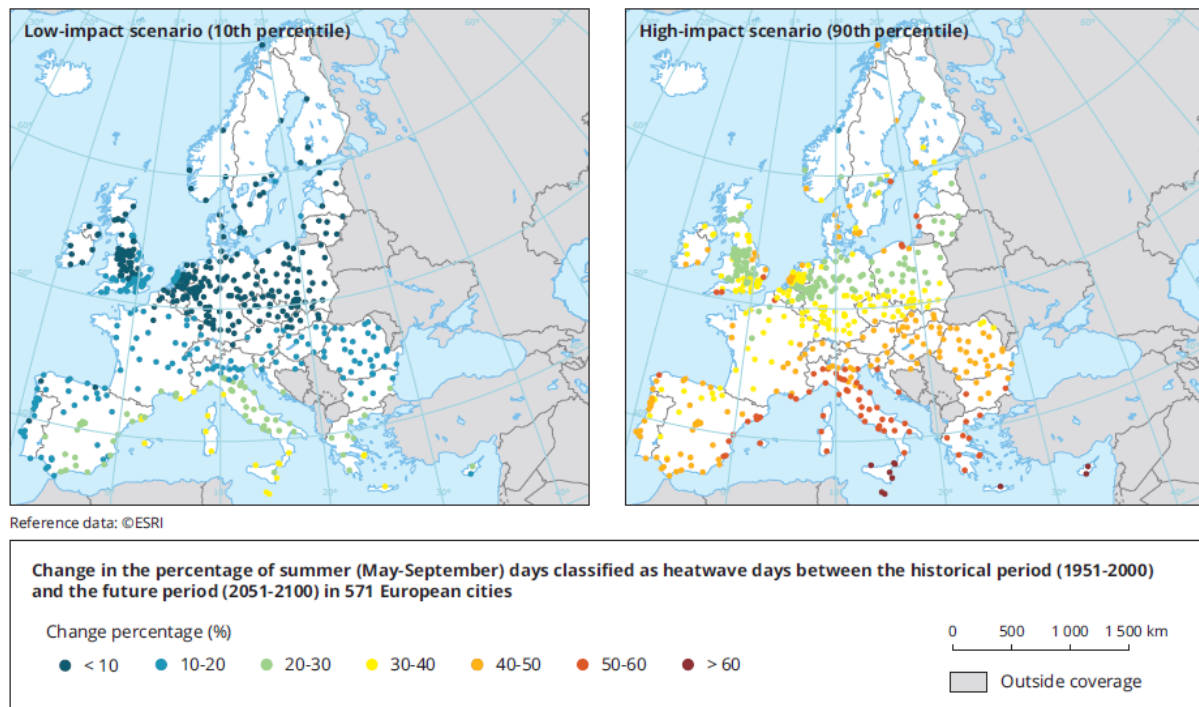 Low-impact scenario (10th percentile)
High-impact scenario (90th percentile)
Reference data: ©ESRI
Change in the percentage of summer (May-September) days classified as heatwave days between the historical period (1951-2000)
and the future period (2051-2100) in 571 European cities
Change percentage (%)
< 10 10-20 20-30 30-40 40-50 50-60 > 60
0 500 1 000 1 500 km
Outside coverage